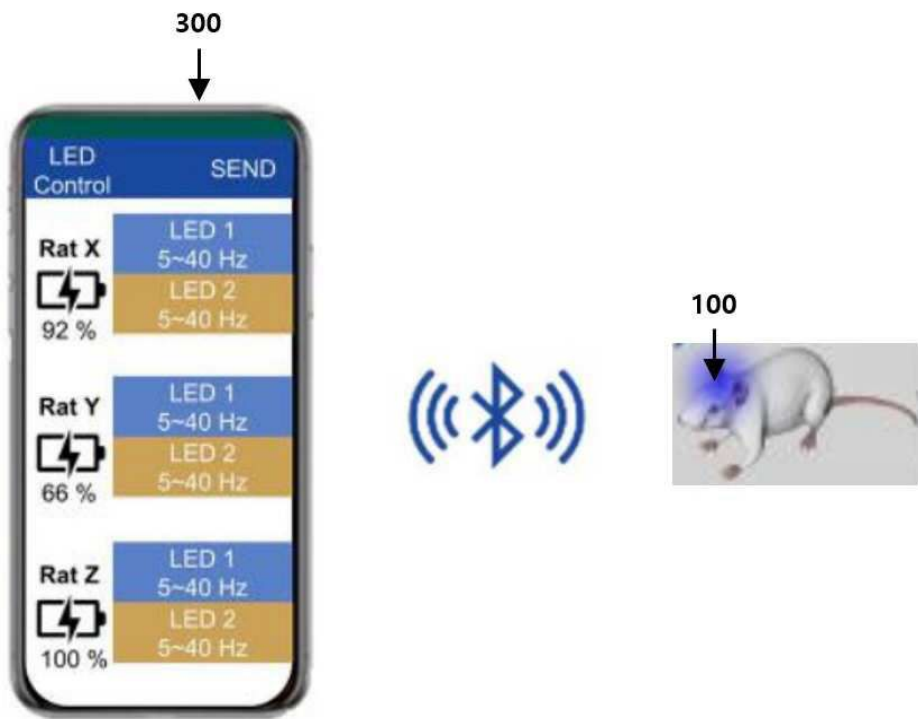 300
LED
Control
SEND
Rat X
92 %
LED 1
5~40 Hz
LED 2
5~40 Hz
Rat Y
66 %
LED 1
5~40 Hz
LED 2
5~40 Hz
Rat Z
100 %
LED 1
5~40 Hz
LED 2
5~40 Hz
100